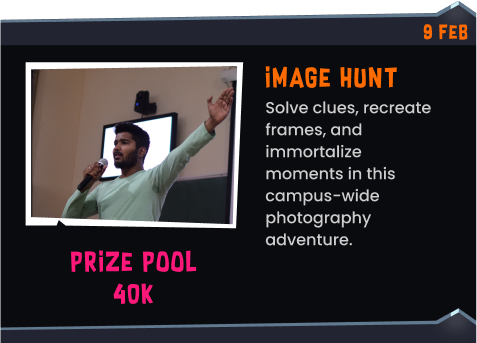 9 FEB
iMAGE HUNT
Solve clues, recreate
frames, and
immortalize
moments in this
campus-wide
photography
adventure.
PRiZE POOL
40K